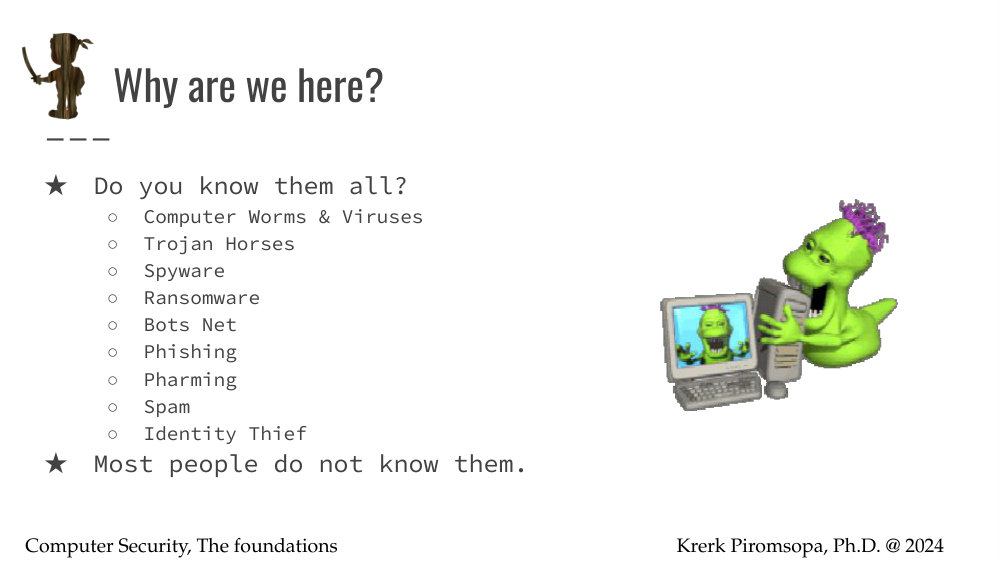 Why are we here?
★ Do you know them all?
○ Computer Worms & Viruses
○ Trojan Horses
○ Spyware
○ Ransomware
○ Bots Net
○ Phishing
○ Pharming
○ Spam
○ Identity Thief
★ Most people do not know them.
Computer Security, The foundations
Krerk Piromsopa, Ph.D. @ 2024